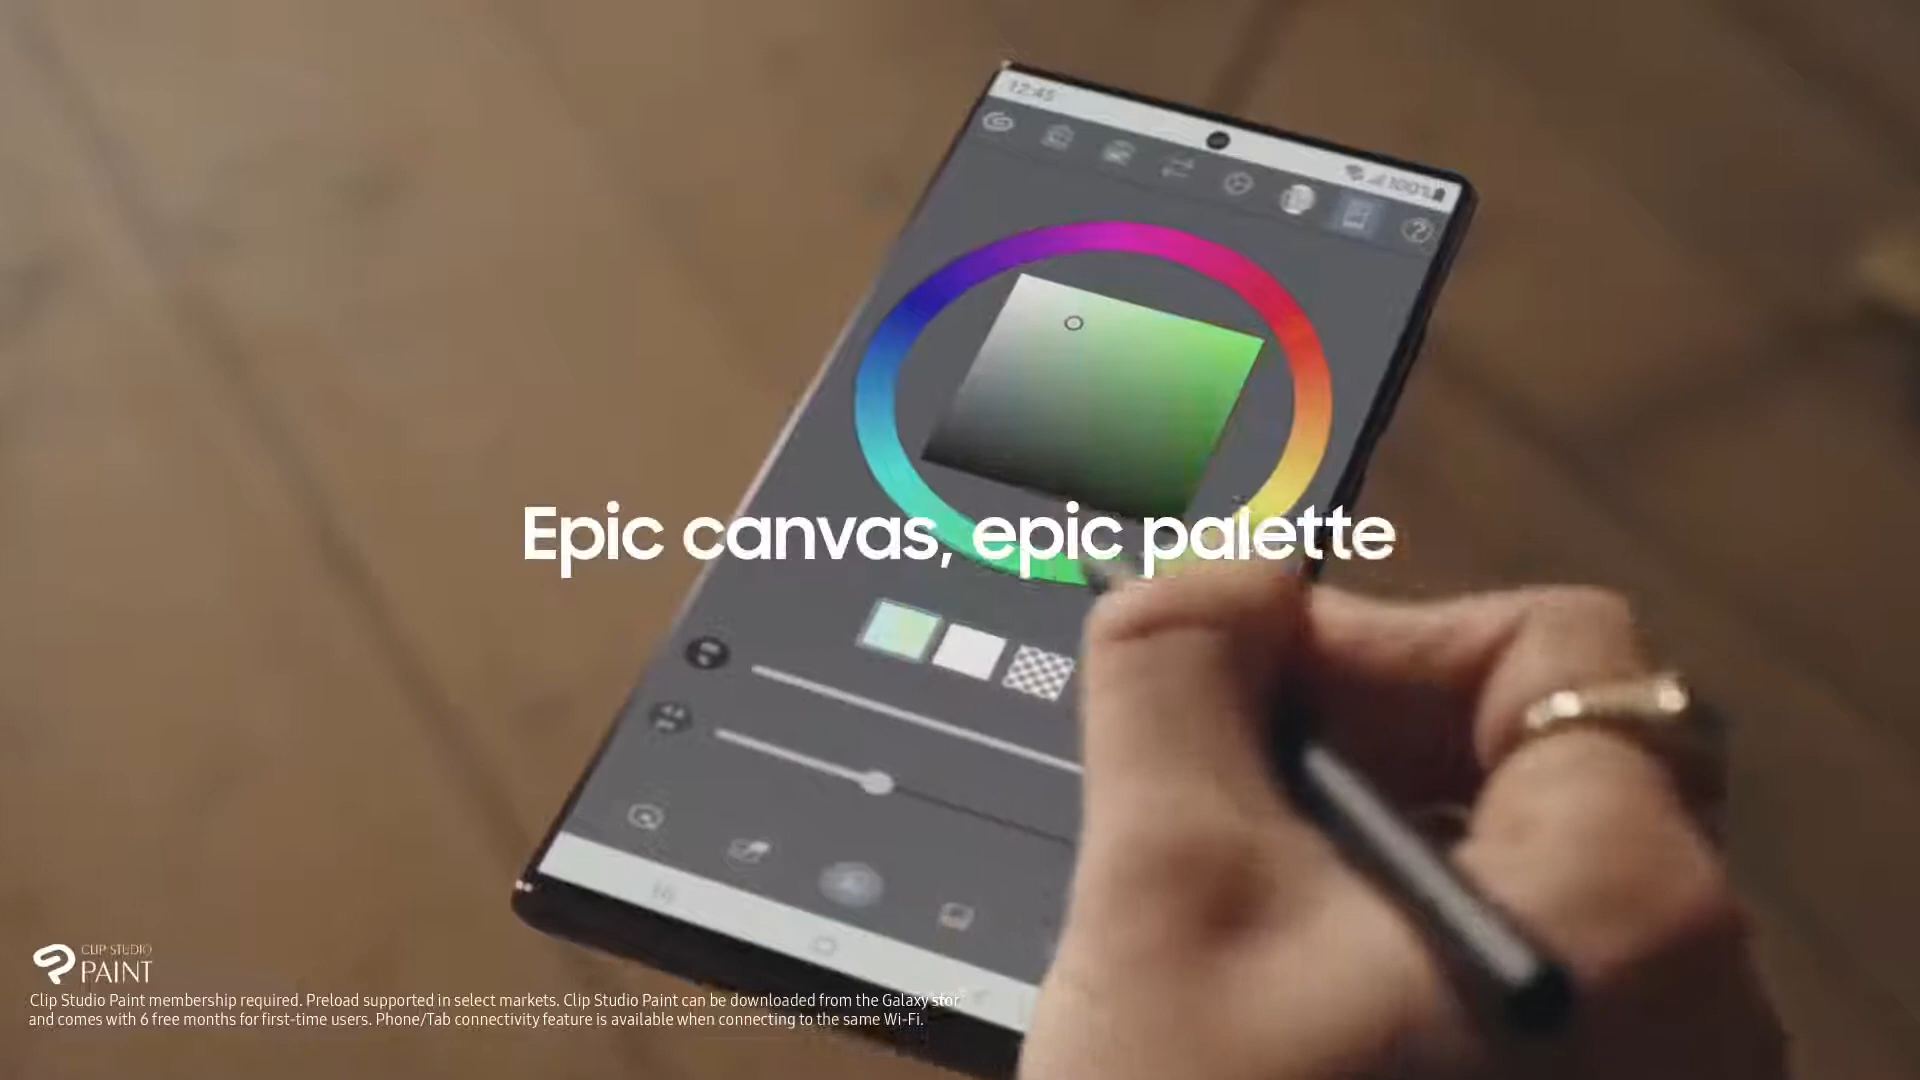 12:45
100%
Epic canvas, epic palette
CLIP STUDIO
PAINT
Clip Studio Paint membership required. Preload supported in select markets. Clip Studio Paint can be downloaded from the Galaxy stor
and comes with 6 free months for first-time users. Phone/Tab connectivity feature is available when connecting to the same Wi-Fi.